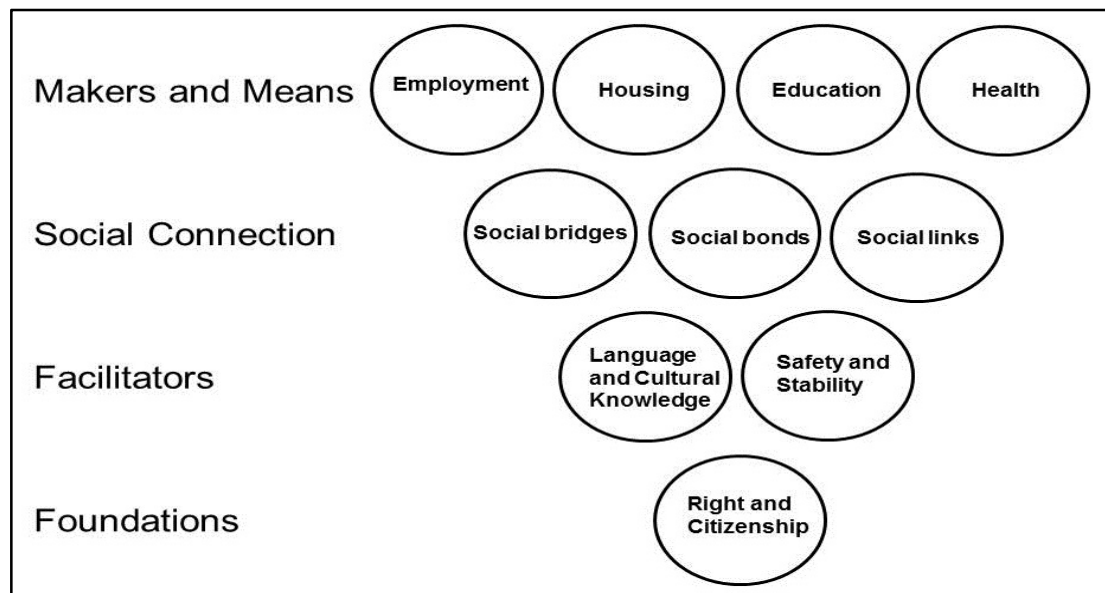 Makers and Means
Employment
Housing
Education
Health
Social Connection
Social bridges
Social bonds
Social links
Facilitators
Language
and Cultural
Knowledge
Safety and
Stability
Foundations
Right and
Citizenship